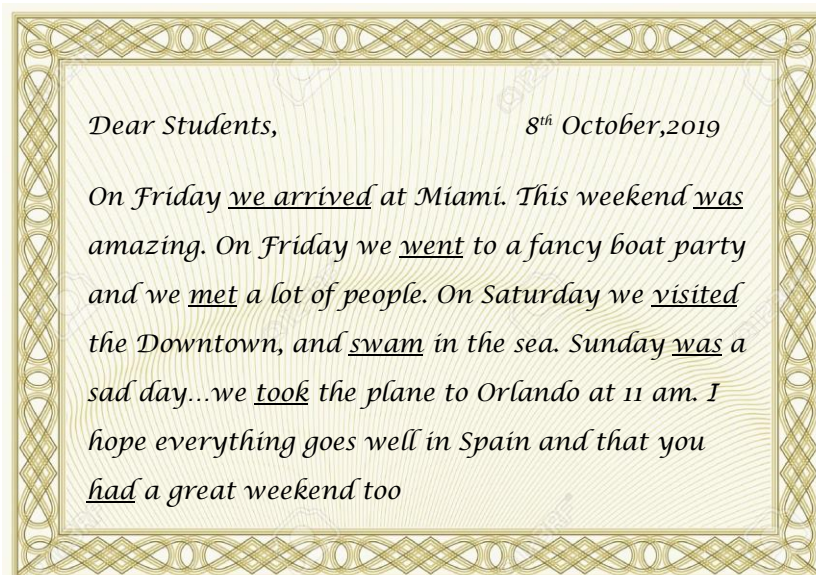 Dear Students, 8th October,2019
On Friday we arrived at Miami. This weekend was
amazing. On Friday we went to a fancy boat party
and we met a lot of people. On Saturday we visited
the Downtown, and swam in the sea. Sunday was a
sad day…we took the plane to Orlando at 11 am. I
hope everything goes well in Spain and that you
had a great weekend too